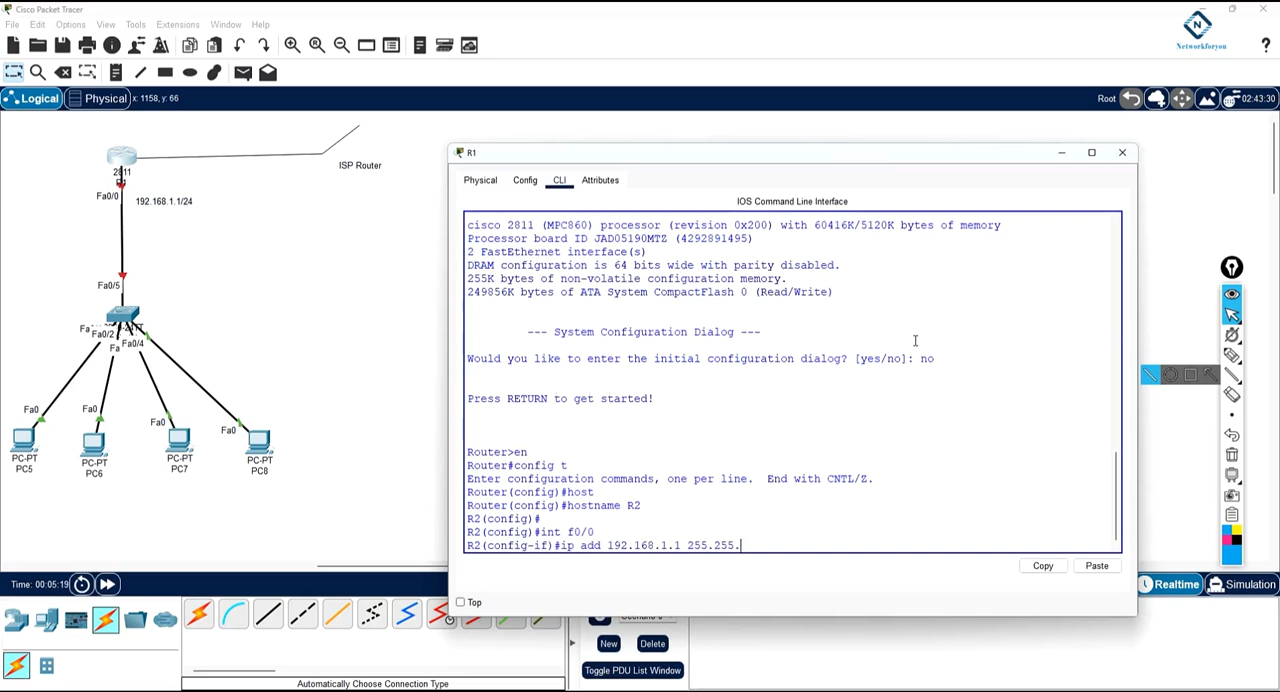 Cisco Packet Tracer
File Edit Options View Tools Extensions Window Help
Networkforyou
?
Logical Physical x: 1158, y: 66
Root 02:43:30
2811
Fa0/0
192.168.1.1/24
ISP Router
Fa0/5
Fa0/2
Fa0/4
Fa
Fa0
Fa0
Fa0
Fa0
PC-PT
PC5
PC-PT
PC6
PC-PT
PC7
PC-PT
PC8
R1
Physical Config CLI Attributes
IOS Command Line Interface
cisco 2811 (MPC860) processor (revision 0x200) with 60416K/5120K bytes of memory
Processor board ID JAD05190MTZ (4292891495)
2 FastEthernet interface(s)
DRAM configuration is 64 bits wide with parity disabled.
255K bytes of non-volatile configuration memory.
249856K bytes of ATA System CompactFlash 0 (Read/Write)
--- System Configuration Dialog ---
Would you like to enter the initial configuration dialog? [yes/no]: no
Press RETURN to get started!
Router>en
Router#config t
Enter configuration commands, one per line. End with CNTL/Z.
Router(config)#host
Router(config)#hostname R2
R2(config)#
R2(config)#int f0/0
R2(config-if)#ip add 192.168.1.1 255.255.
Copy Paste
Top
Time: 00:05:19
Realtime Simulation
New Delete
Toggle PDU List Window
Automatically Choose Connection Type